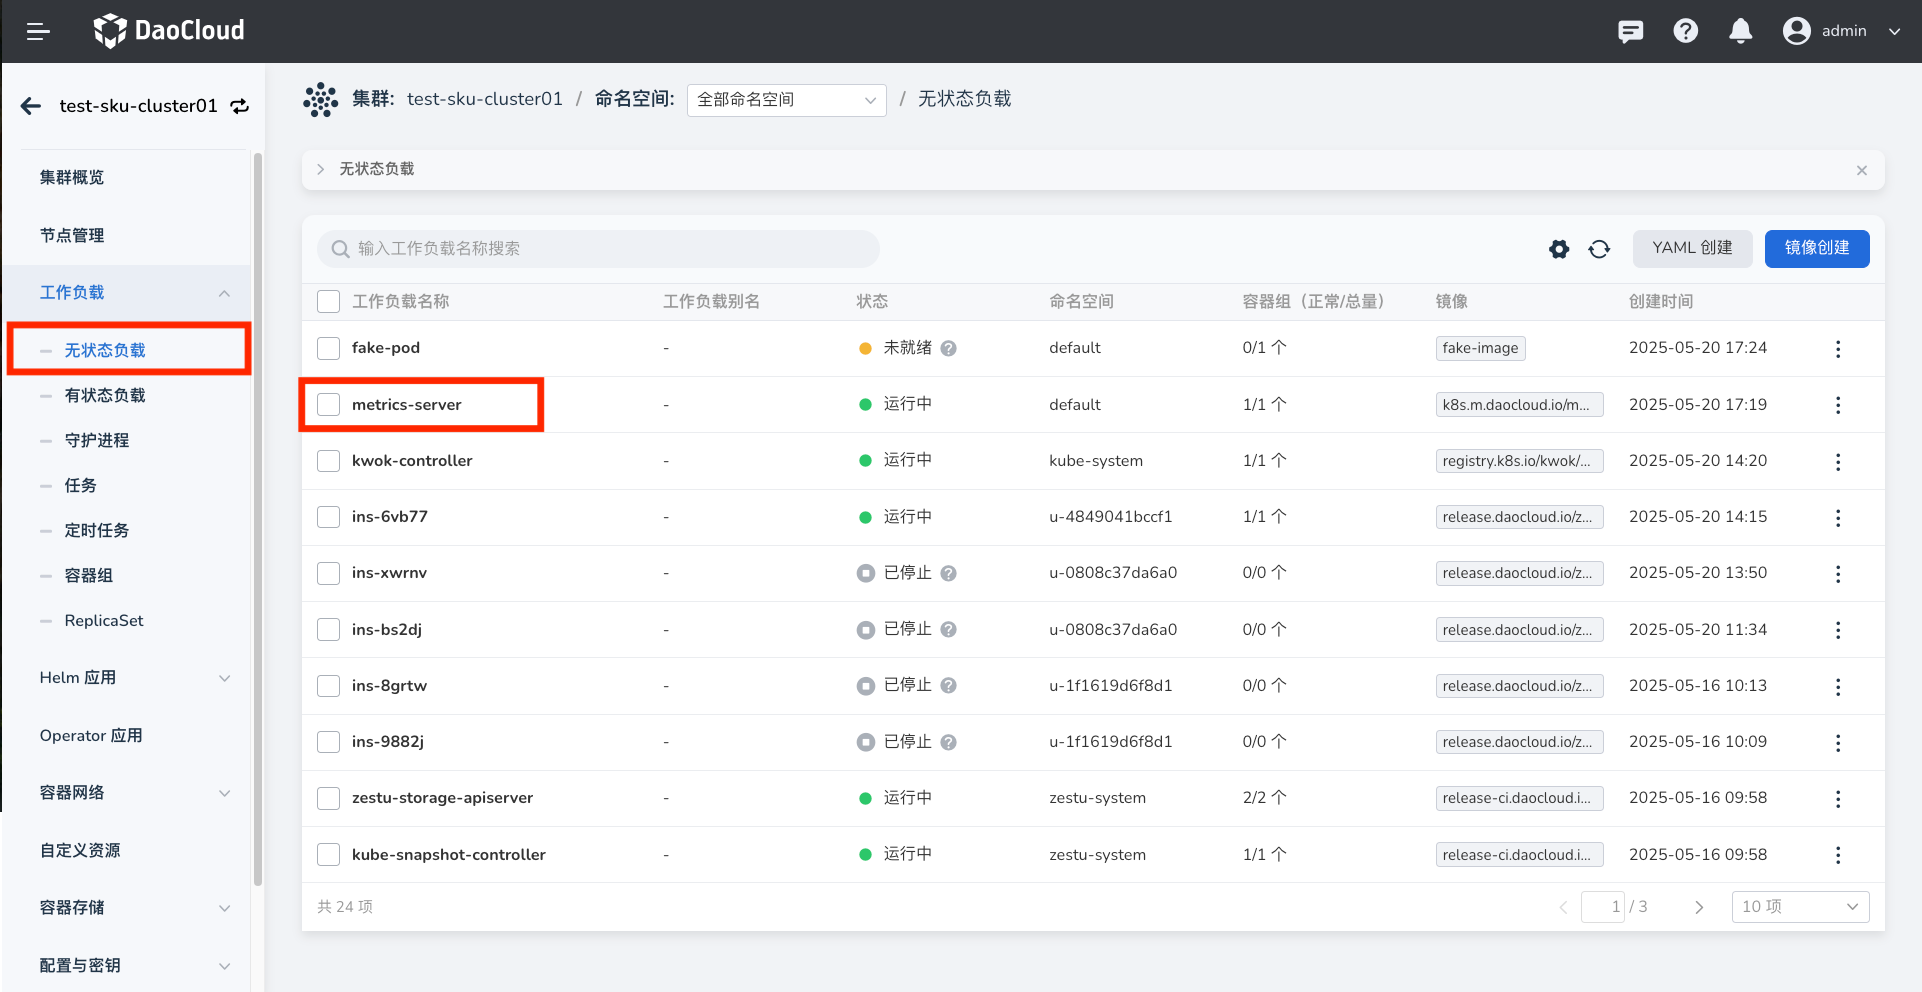 DaoCloud
admin
test-sku-cluster01
集群: test-sku-cluster01 / 命名空间: 全部命名空间 / 无状态负载
集群概览
节点管理
工作负载
无状态负载
有状态负载
守护进程
任务
定时任务
容器组
ReplicaSet
Helm 应用
Operator 应用
容器网络
自定义资源
容器存储
配置与密钥
无状态负载
输入工作负载名称搜索
YAML 创建
镜像创建
工作负载名称 工作负载别名 状态 命名空间 容器组（正常/总量） 镜像 创建时间
fake-pod - 未就绪 default 0/1 个 fake-image 2025-05-20 17:24
metrics-server - 运行中 default 1/1 个 k8s.m.daocloud.io/m... 2025-05-20 17:19
kwok-controller - 运行中 kube-system 1/1 个 registry.k8s.io/kwok/... 2025-05-20 14:20
ins-6vb77 - 运行中 u-4849041bccf1 1/1 个 release.daocloud.io/z... 2025-05-20 14:15
ins-xwrnv - 已停止 u-0808c37da6a0 0/0 个 release.daocloud.io/z... 2025-05-20 13:50
ins-bs2dj - 已停止 u-0808c37da6a0 0/0 个 release.daocloud.io/z... 2025-05-20 11:34
ins-8grtw - 已停止 u-1f1619d6f8d1 0/0 个 release.daocloud.io/z... 2025-05-16 10:13
ins-9882j - 已停止 u-1f1619d6f8d1 0/0 个 release.daocloud.io/z... 2025-05-16 10:09
zestu-storage-apiserver - 运行中 zestu-system 2/2 个 release-ci.daocloud.i... 2025-05-16 09:58
kube-snapshot-controller - 运行中 zestu-system 1/1 个 release-ci.daocloud.i... 2025-05-16 09:58
共 24 项
1 / 3
10 项